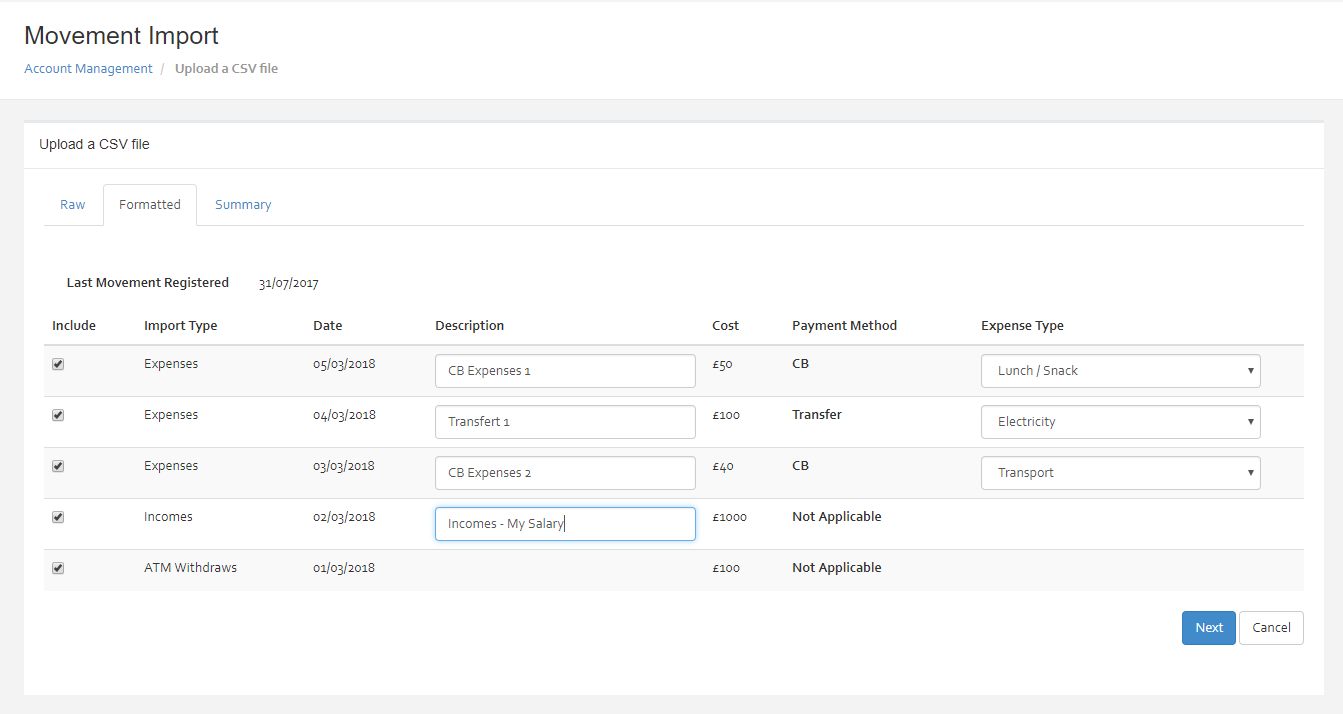 Movement Import
Account Management / Upload a CSV file
Upload a CSV file
Raw Formatted Summary
Last Movement Registered 31/07/2017
Include Import Type Date Description Cost Payment Method Expense Type
Expenses 05/03/2018 CB Expenses 1 £50 CB Lunch / Snack
Expenses 04/03/2018 Transfert 1 £100 Transfer Electricity
Expenses 03/03/2018 CB Expenses 2 £40 CB Transport
Incomes 02/03/2018 Incomes - My Salary £1000 Not Applicable
ATM Withdraws 01/03/2018 £100 Not Applicable
Next Cancel